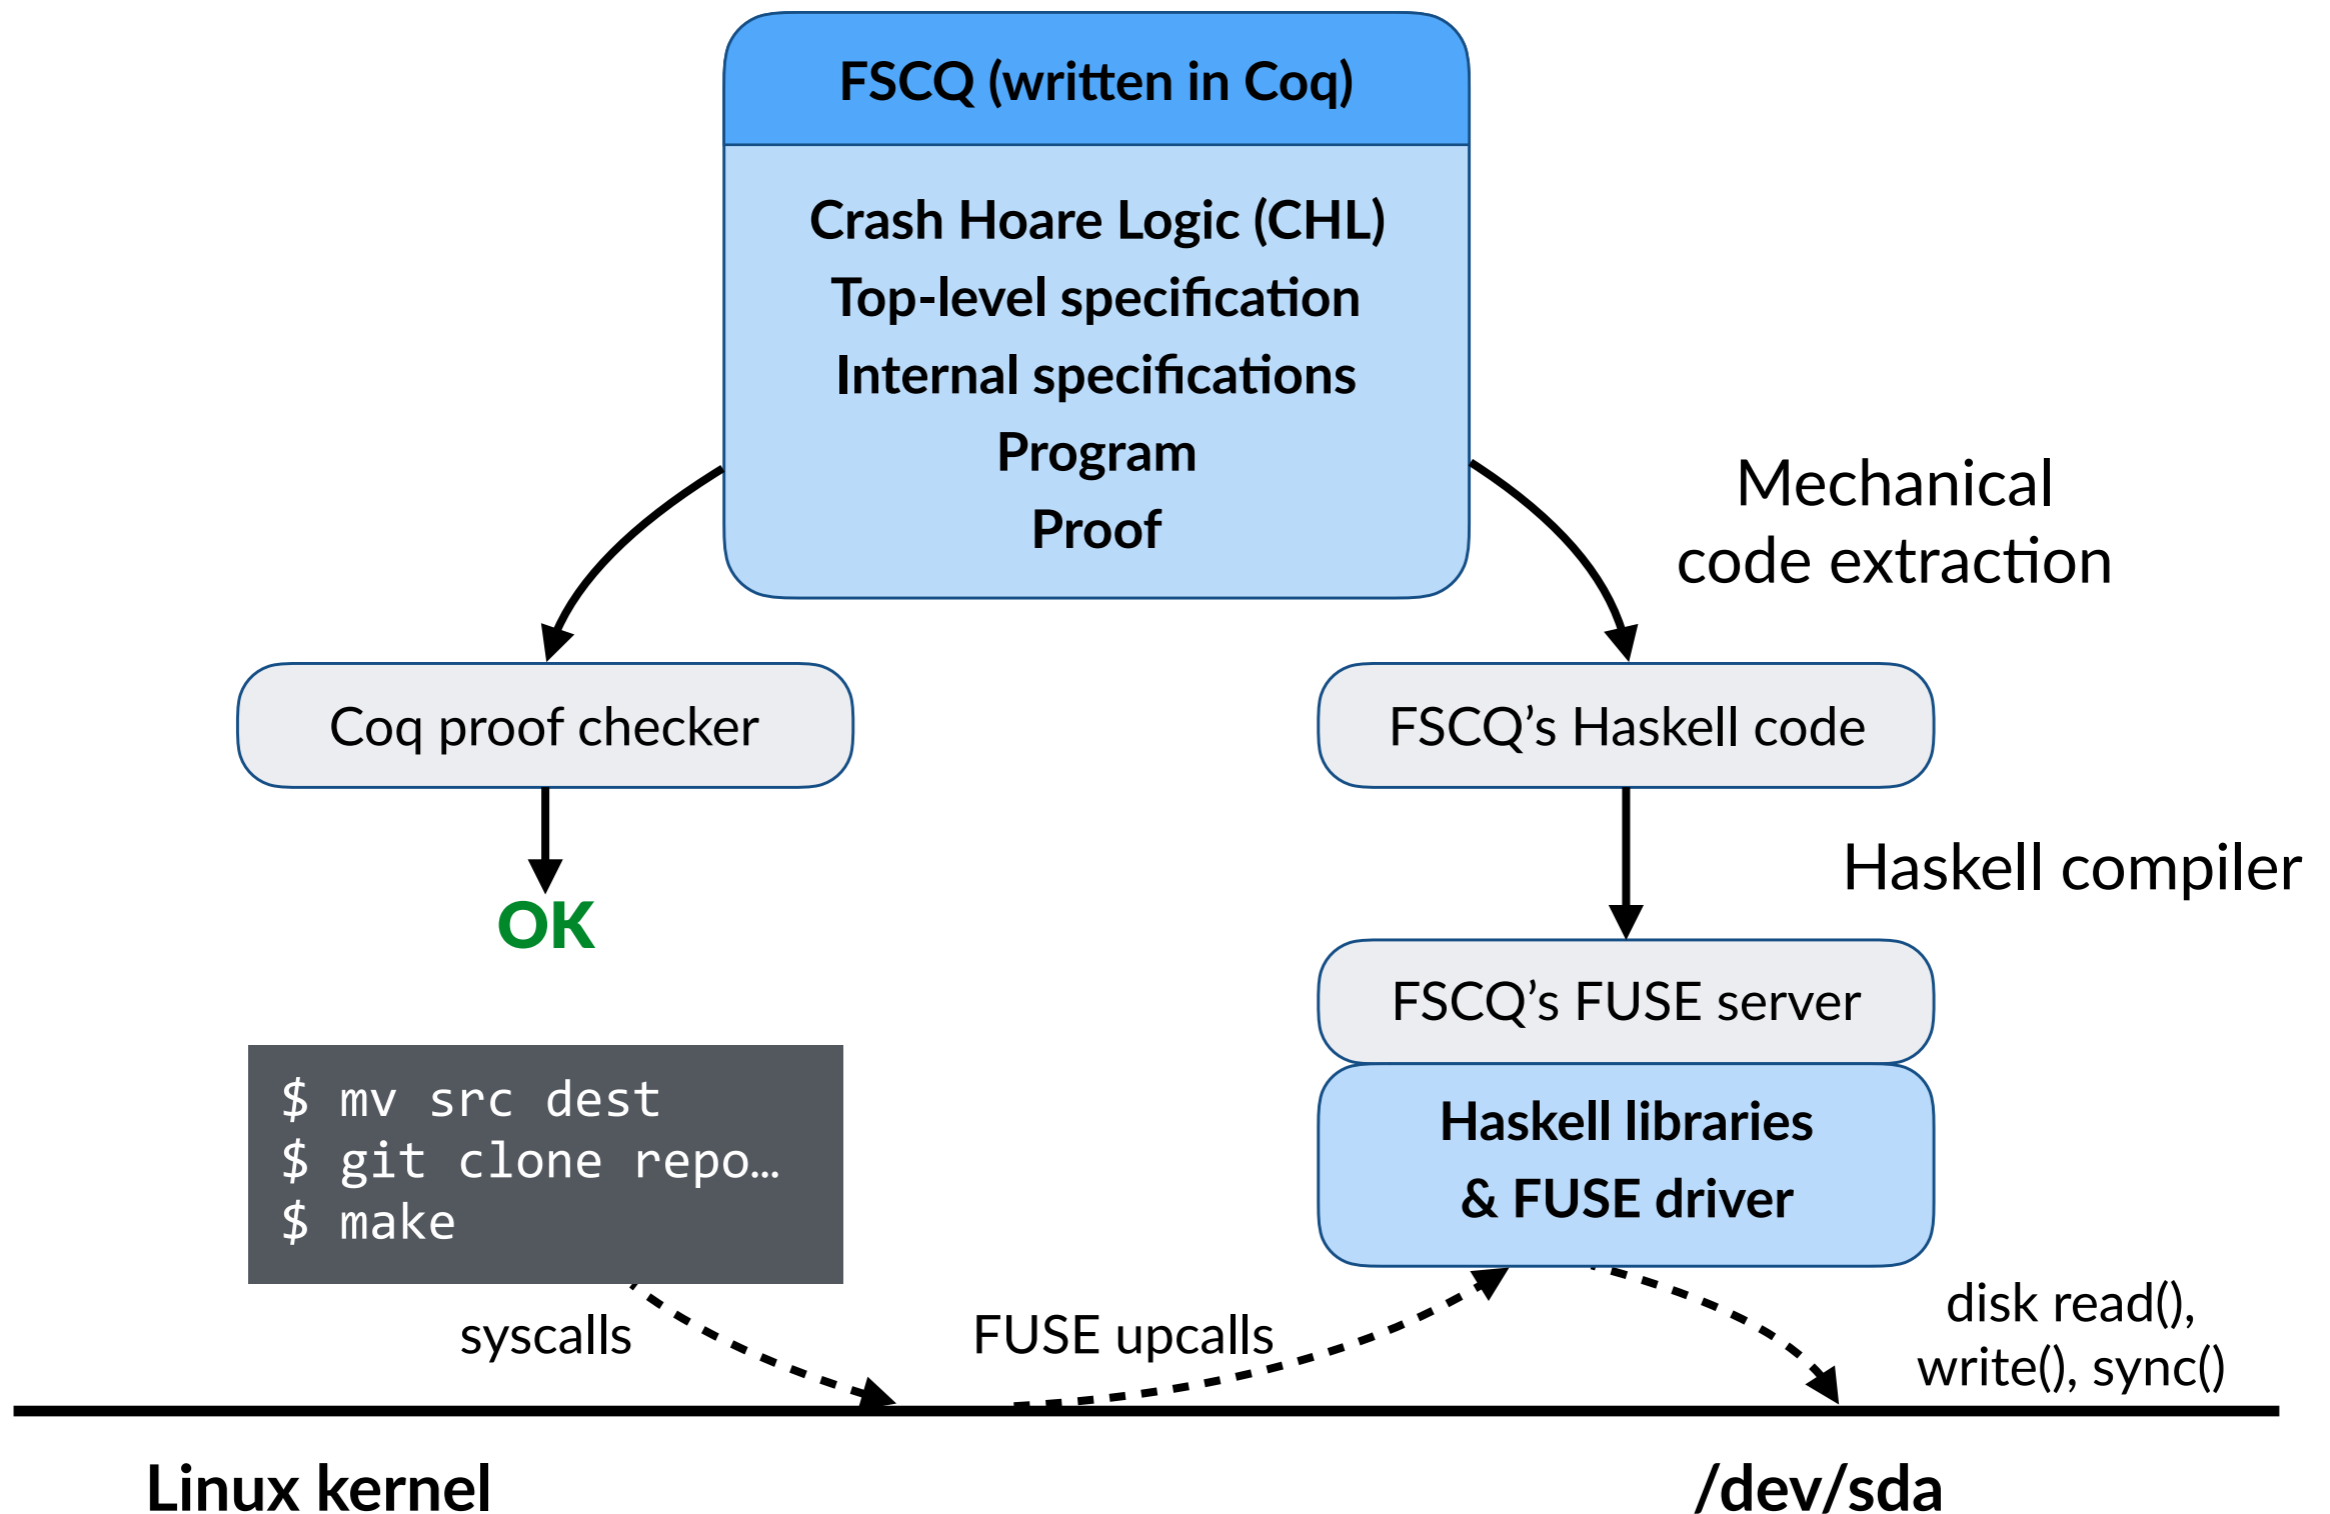 FSCQ (written in Coq)
Crash Hoare Logic (CHL)
Top-level specification
Internal specifications
Program
Proof
Mechanical
code extraction
Coq proof checker
FSCQ’s Haskell code
Haskell compiler
OK
FSCQ’s FUSE server
$ mv src dest
$ git clone repo…
$ make
Haskell libraries
& FUSE driver
syscalls
FUSE upcalls
disk read(),
write(), sync()
Linux kernel
/dev/sda